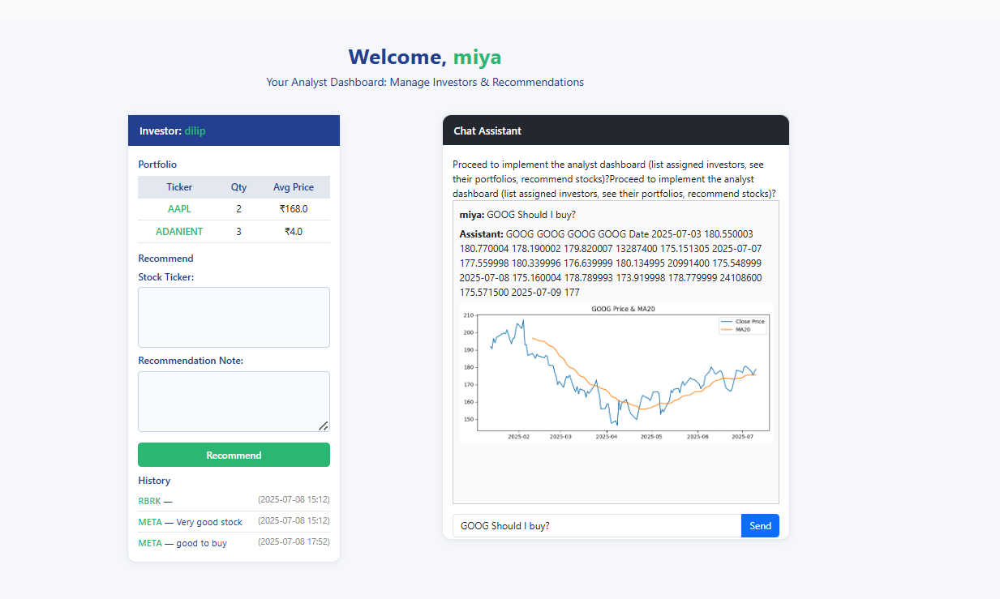 Welcome, miya
Your Analyst Dashboard: Manage Investors & Recommendations
Investor: dilip
Portfolio
Ticker Qty Avg Price
AAPL 2 ₹168.0
ADANIENT 3 ₹4.0
Recommend
Stock Ticker:
Recommendation Note:
Recommend
History
RBRK — (2025-07-08 15:12)
META — Very good stock (2025-07-08 15:12)
META — good to buy (2025-07-08 17:52)
Chat Assistant
Proceed to implement the analyst dashboard (list assigned investors, see
their portfolios, recommend stocks)?Proceed to implement the analyst
dashboard (list assigned investors, see their portfolios, recommend stocks)?
miya: GOOG Should I buy?
Assistant: GOOG GOOG GOOG GOOG Date 2025-07-03 180.550003
180.770004 178.190002 179.820007 13287400 175.151305 2025-07-07
177.559998 180.339996 176.639999 180.134995 20991400 175.548999
2025-07-08 175.160004 178.789993 173.919998 178.779999 24108600
175.571500 2025-07-09 177
GOOG Price & MA20
Close Price
MA20
210
200
190
180
170
160
150
2025-02 2025-03 2025-04 2025-05 2025-06 2025-07
GOOG Should I buy?
Send